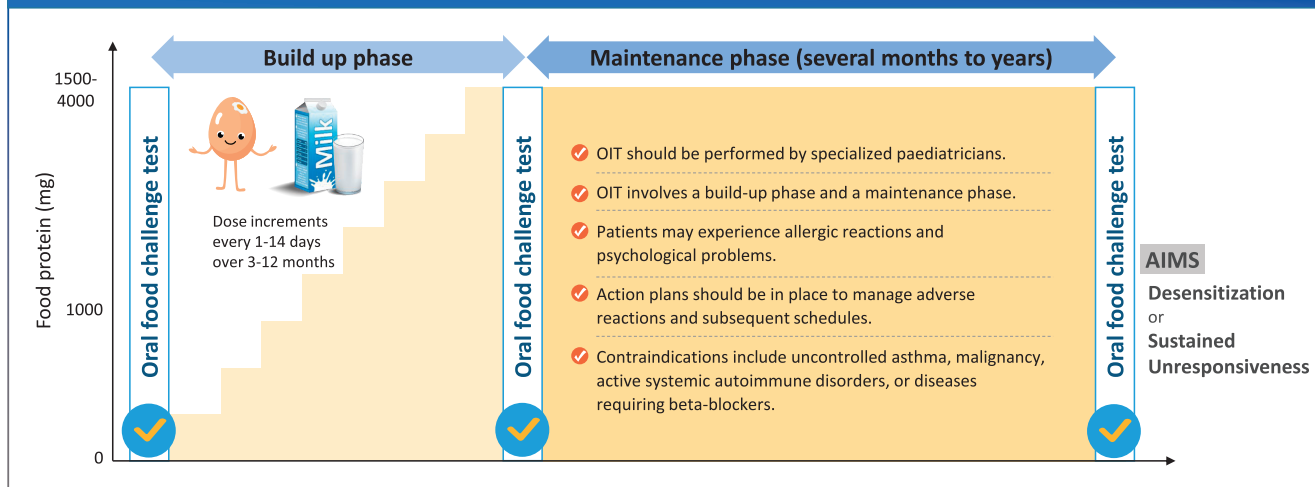 Build up phase
Maintenance phase (several months to years)
1500-
4000
1000
0
Food protein (mg)
Oral food challenge test
Milk
Dose increments
every 1-14 days
over 3-12 months
Oral food challenge test
OIT should be performed by specialized paediatricians.
OIT involves a build-up phase and a maintenance phase.
Patients may experience allergic reactions and
psychological problems.
Action plans should be in place to manage adverse
reactions and subsequent schedules.
Contraindications include uncontrolled asthma, malignancy,
active systemic autoimmune disorders, or diseases
requiring beta-blockers.
Oral food challenge test
AIMS
Desensitization
or
Sustained
Unresponsiveness